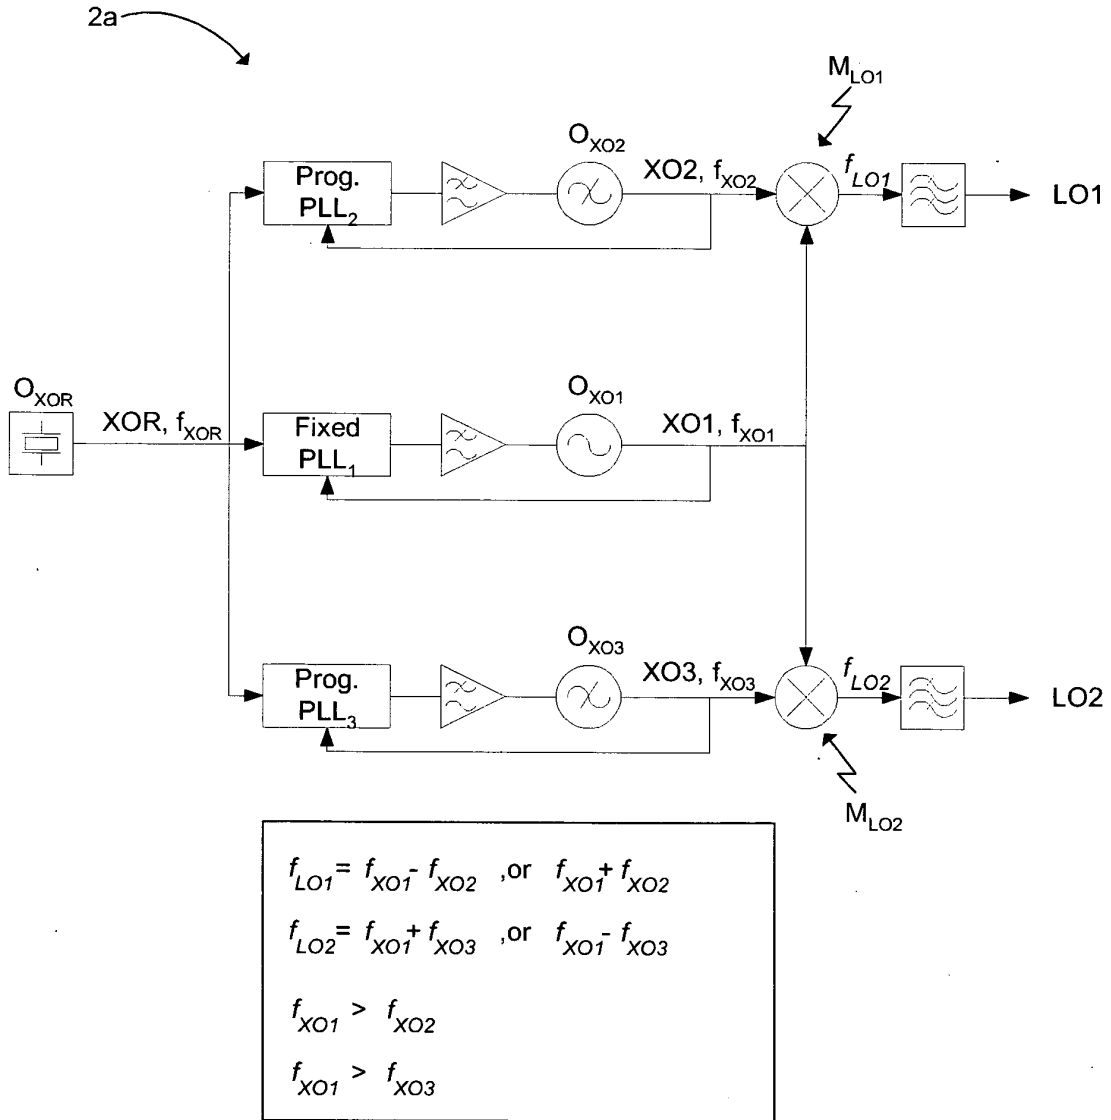 2a
M_LO1
O_XO2
Prog. PLL_2
XO2, f_XO2
f_LO1
LO1
O_XOR
XOR, f_XOR
Fixed PLL_1
O_XO1
XO1, f_XO1
O_XO3
Prog. PLL_3
XO3, f_XO3
f_LO2
LO2
M_LO2
f_LO1 = f_XO1 - f_XO2 ,or f_XO1 + f_XO2
f_LO2 = f_XO1 + f_XO3 ,or f_XO1 - f_XO3
f_XO1 > f_XO2
f_XO1 > f_XO3